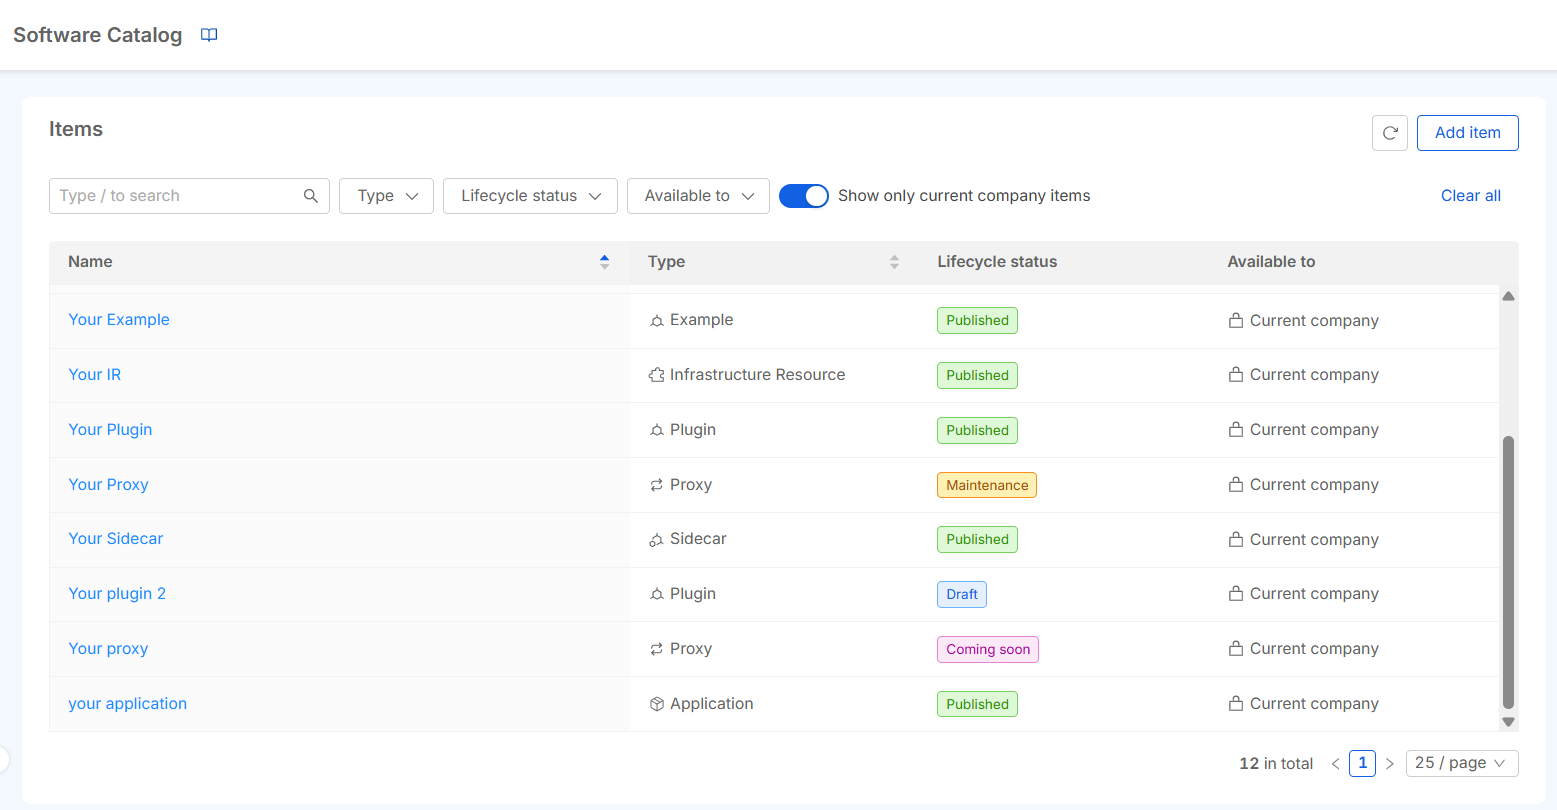 Software Catalog
Items
Add item
Type / to search
Type
Lifecycle status
Available to
Show only current company items
Clear all
Name Type Lifecycle status Available to
Your Example Example Published Current company
Your IR Infrastructure Resource Published Current company
Your Plugin Plugin Published Current company
Your Proxy Proxy Maintenance Current company
Your Sidecar Sidecar Published Current company
Your plugin 2 Plugin Draft Current company
Your proxy Proxy Coming soon Current company
your application Application Published Current company
12 in total < 1 > 25 / page